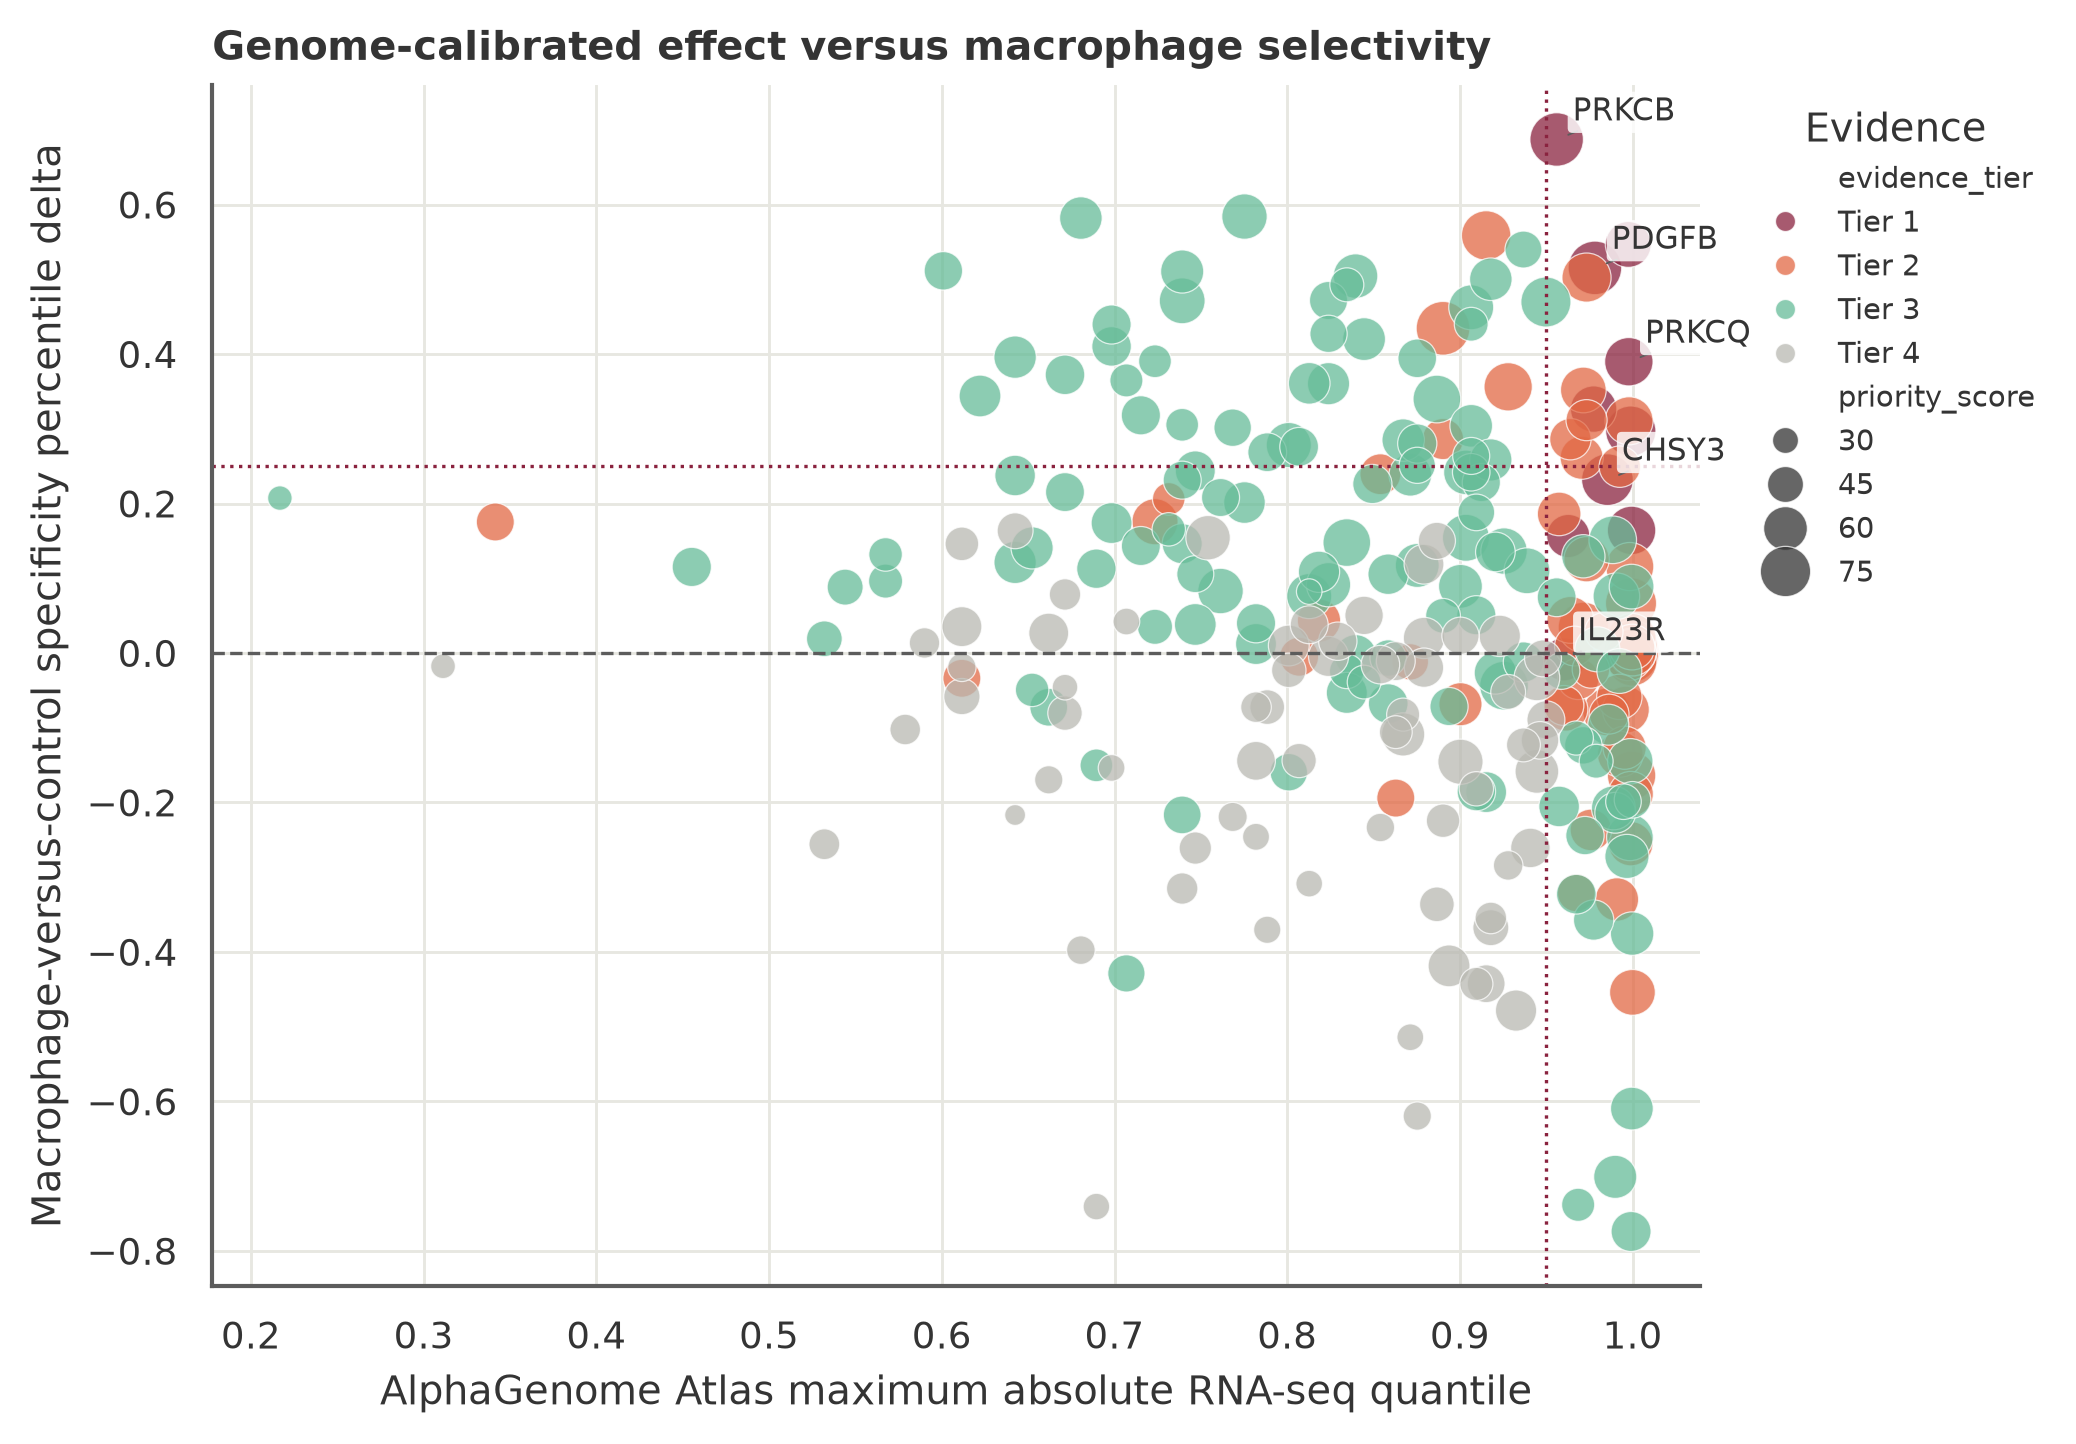 Genome-calibrated effect versus macrophage selectivity
Macrophage-versus-control specificity percentile delta
0.6
0.4
0.2
0.0
−0.2
−0.4
−0.6
−0.8
PRKCB
PDGFB
PRKCQ
CHSY3
IL23R
0.2 0.3 0.4 0.5 0.6 0.7 0.8 0.9 1.0
AlphaGenome Atlas maximum absolute RNA-seq quantile
Evidence
evidence_tier
Tier 1
Tier 2
Tier 3
Tier 4
priority_score
30
45
60
75